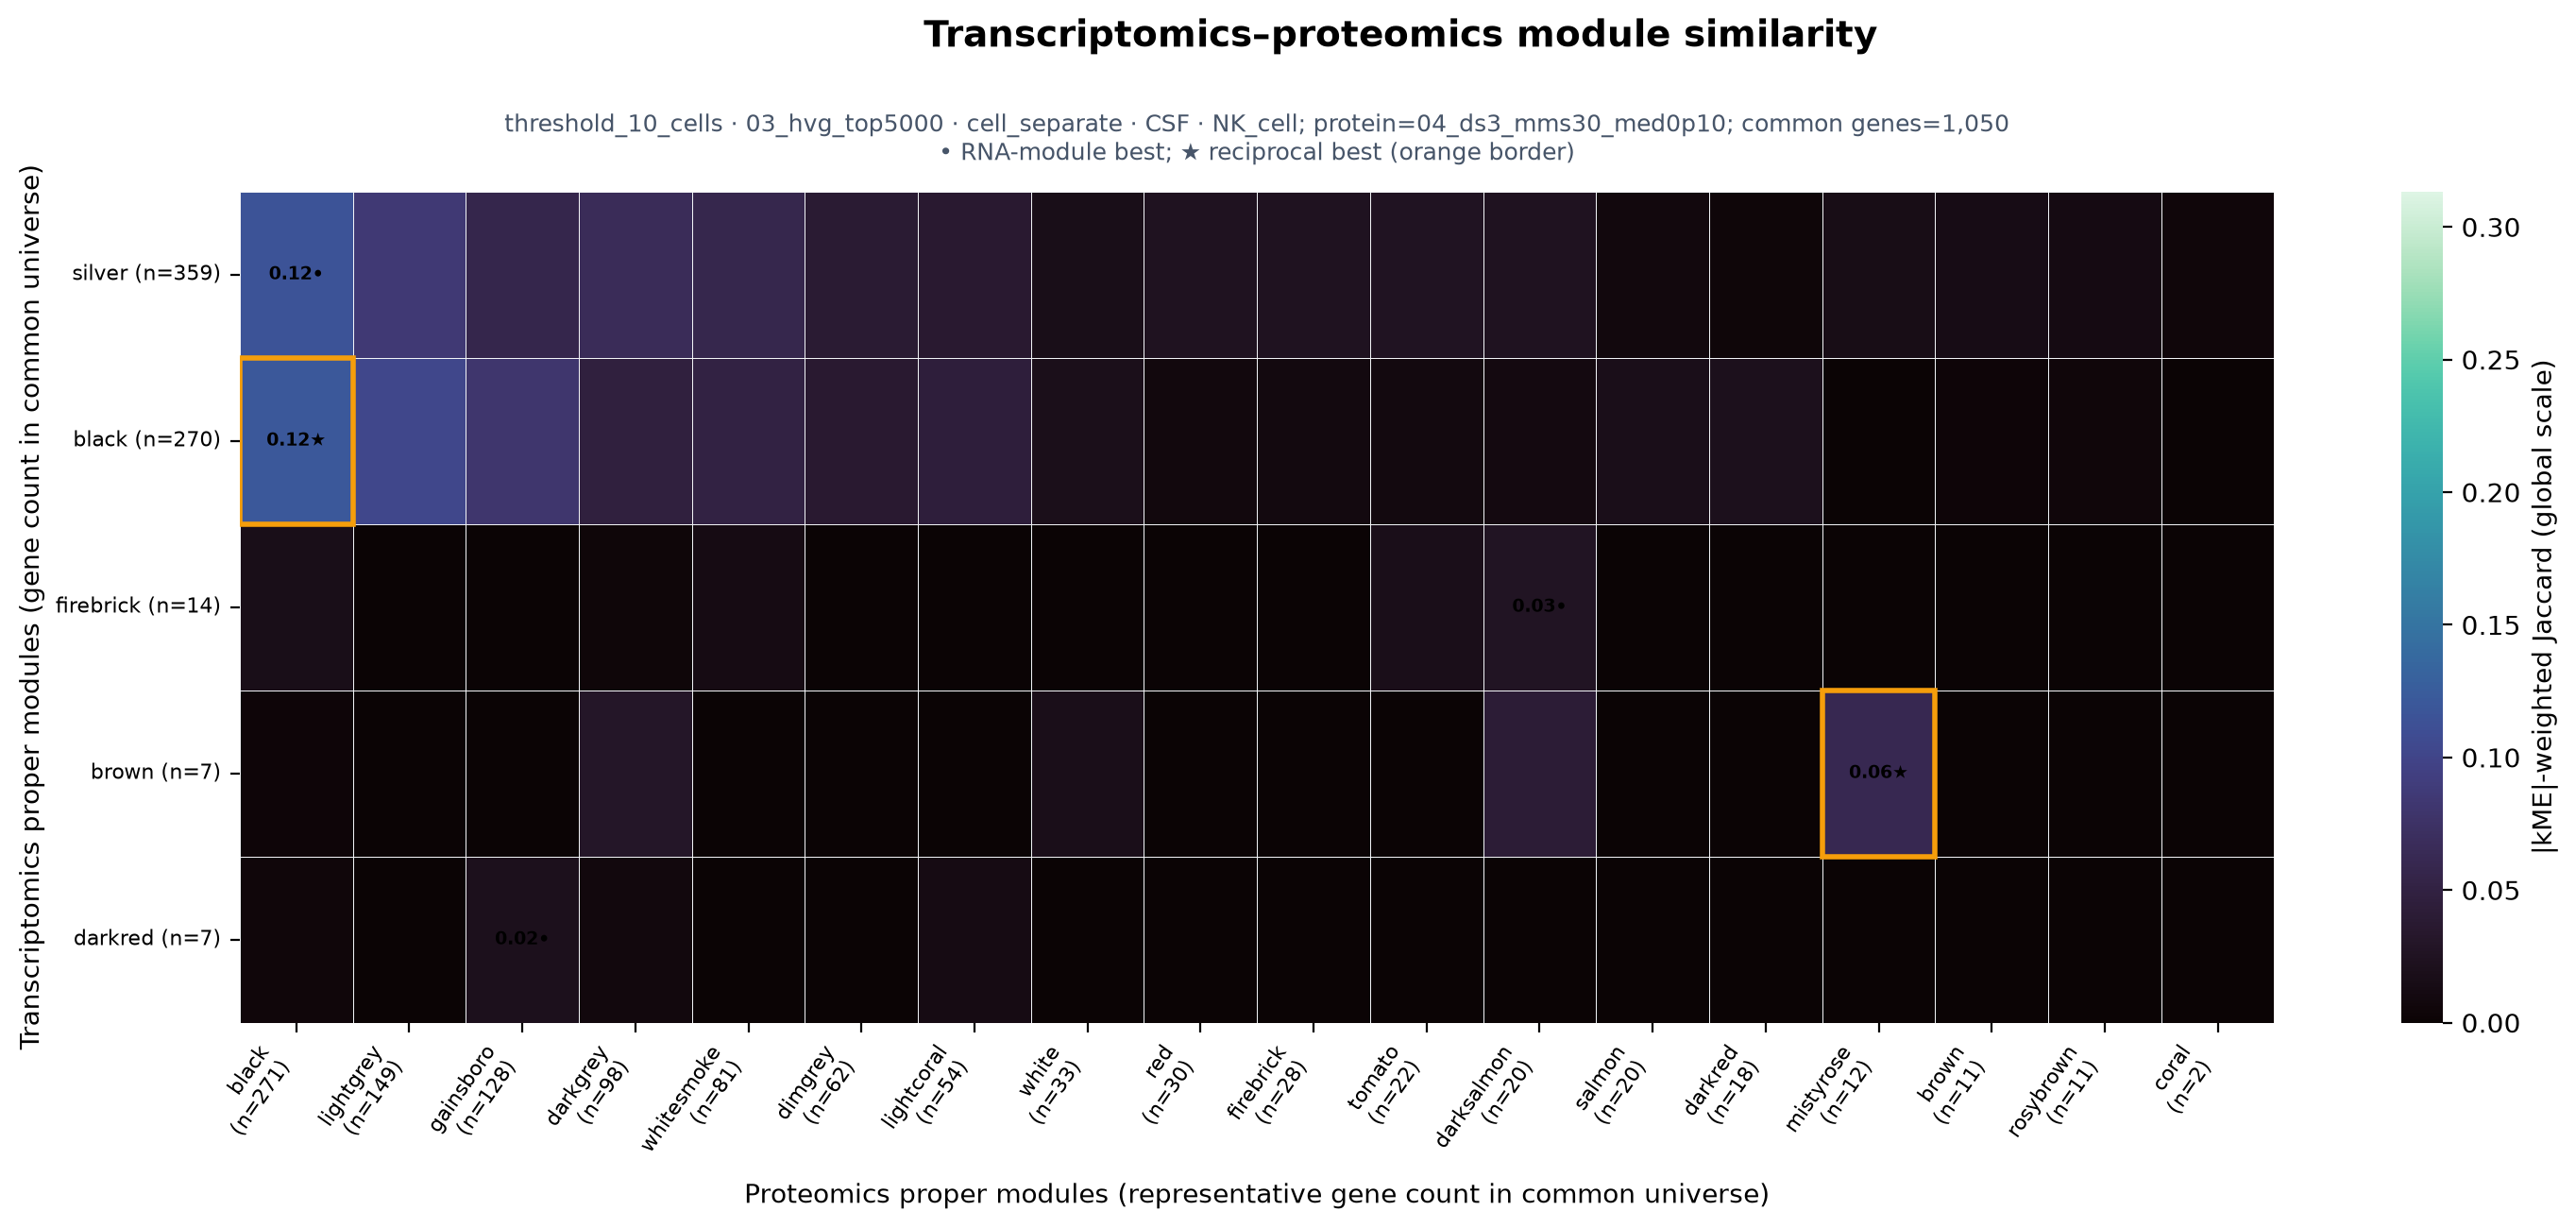 Transcriptomics–proteomics module similarity
threshold_10_cells · 03_hvg_top5000 · cell_separate · CSF · NK_cell; protein=04_ds3_mms30_med0p10; common genes=1,050
• RNA-module best; ★ reciprocal best (orange border)
Transcriptomics proper modules (gene count in common universe)
silver (n=359)
black (n=270)
firebrick (n=14)
brown (n=7)
darkred (n=7)
0.12•
0.12★
0.03•
0.06★
0.02•
black
(n=271)
lightgrey
(n=149)
gainsboro
(n=128)
darkgrey
(n=98)
whitesmoke
(n=81)
dimgrey
(n=62)
lightcoral
(n=54)
white
(n=33)
red
(n=30)
firebrick
(n=28)
tomato
(n=22)
darksalmon
(n=20)
salmon
(n=20)
darkred
(n=18)
mistyrose
(n=12)
brown
(n=11)
rosybrown
(n=11)
coral
(n=2)
Proteomics proper modules (representative gene count in common universe)
0.30
0.25
0.20
0.15
0.10
0.05
0.00
|kME|-weighted Jaccard (global scale)